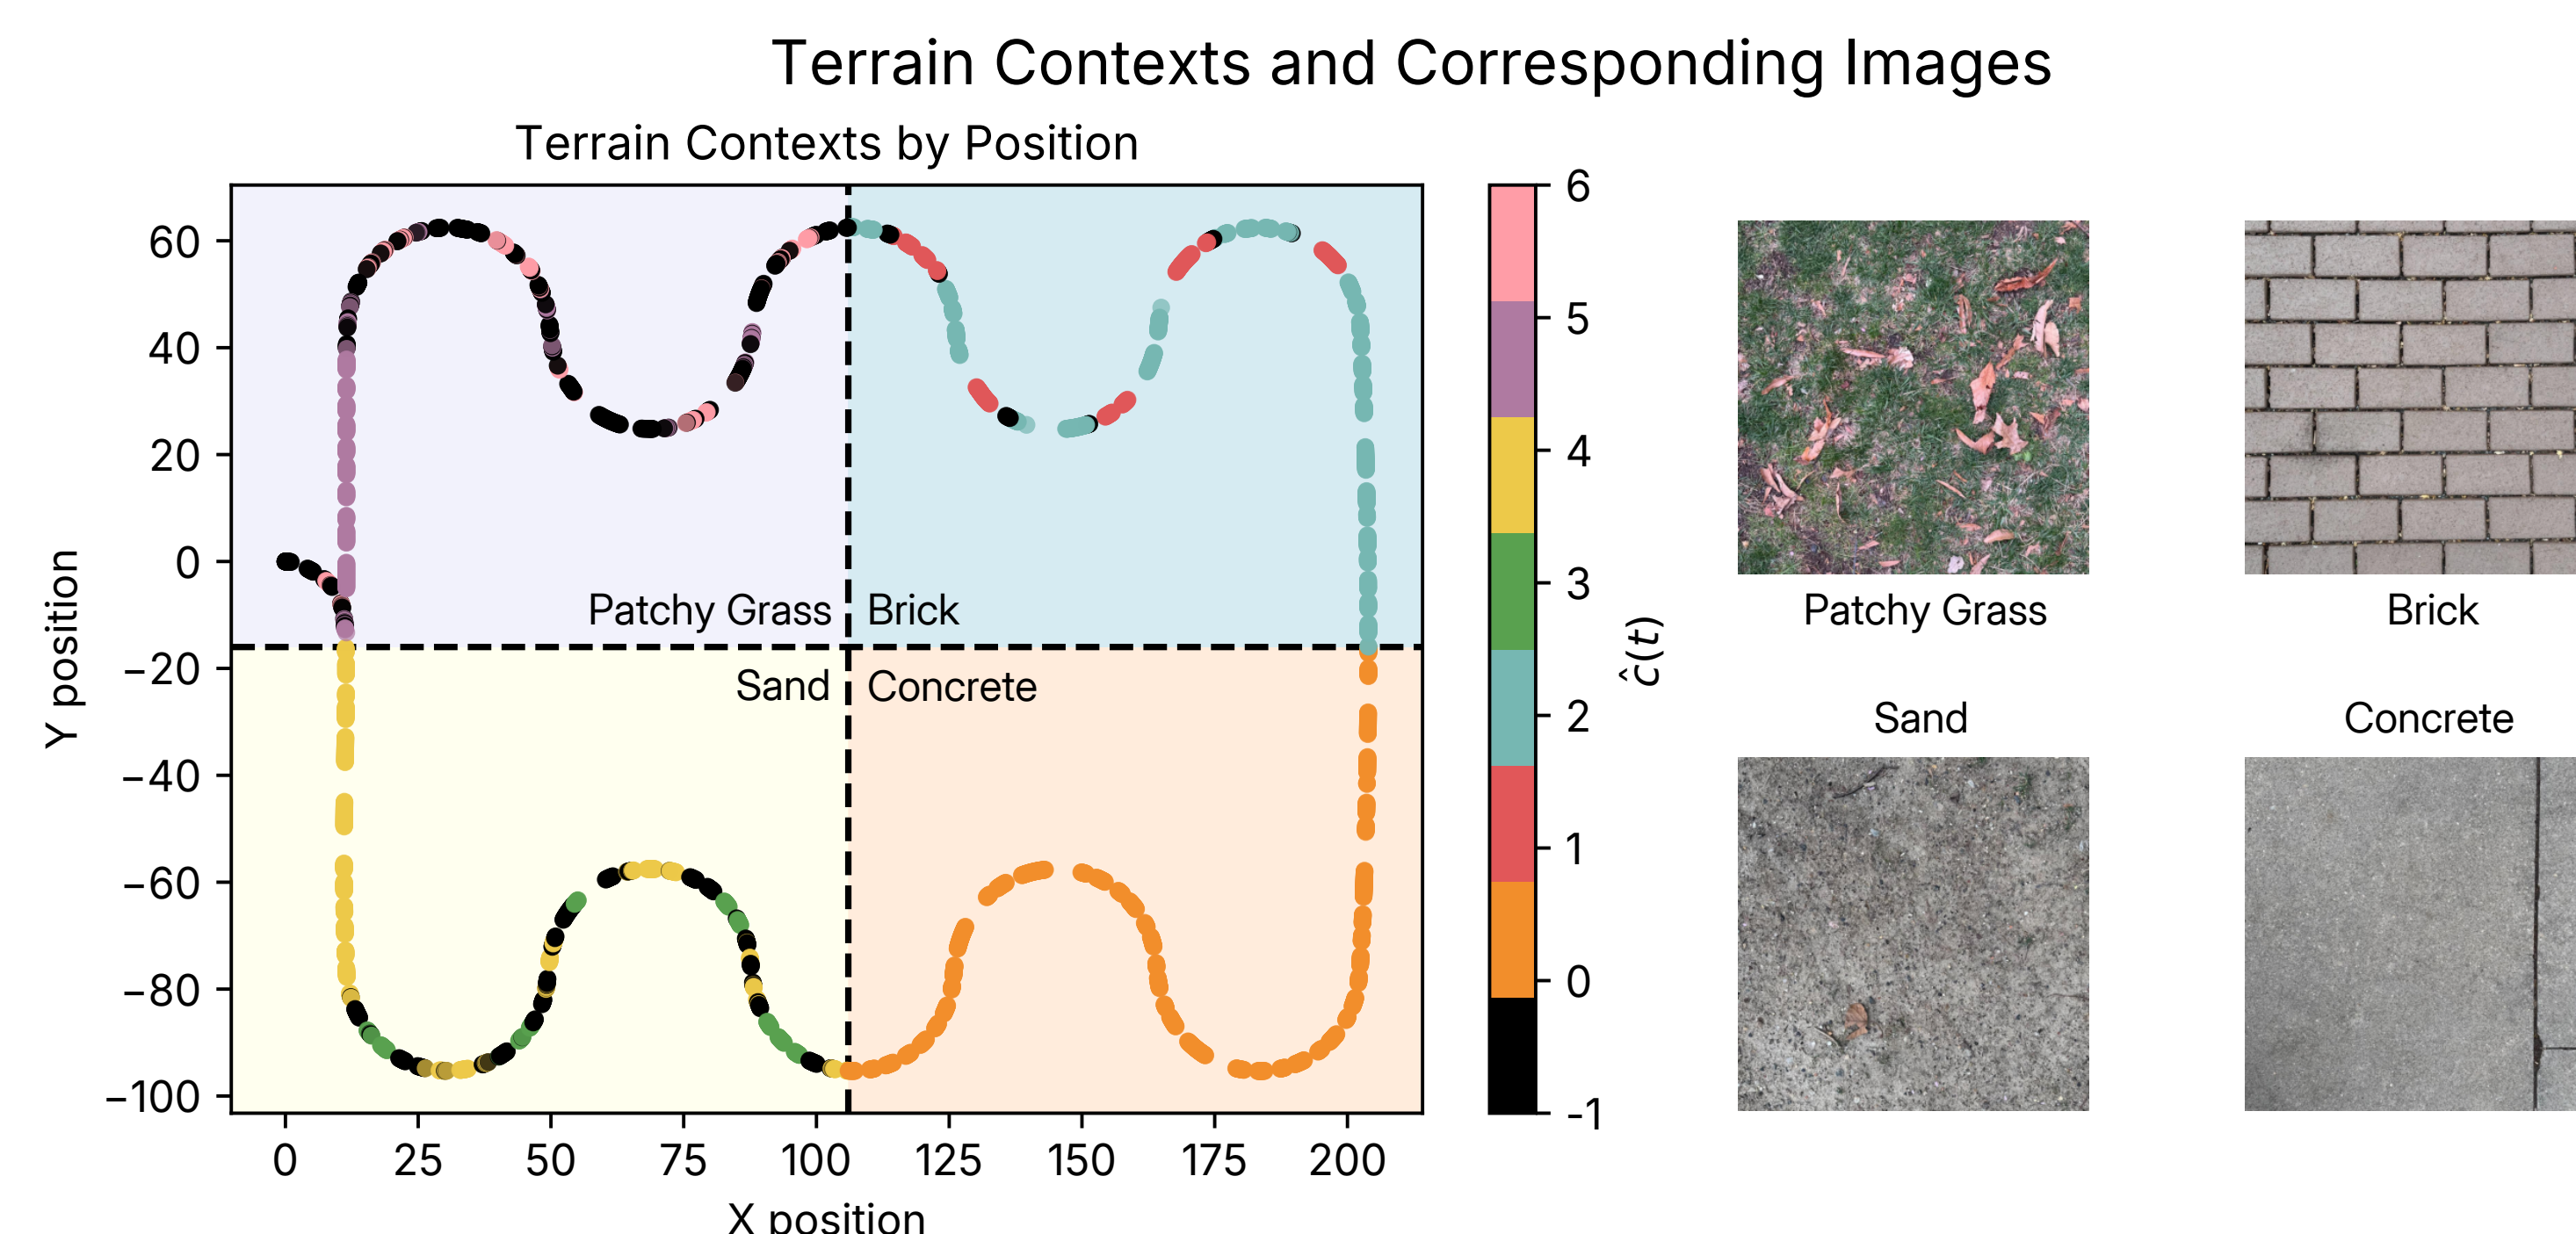 Terrain Contexts and Corresponding Images
Terrain Contexts by Position
Y position
60
40
20
0
−20
−40
−60
−80
−100
Patchy Grass
Brick
Sand
Concrete
0
25
50
75
100
125
150
175
200
X position
6
5
4
3
2
1
0
-1
ĉ(t)
Patchy Grass
Brick
Sand
Concrete